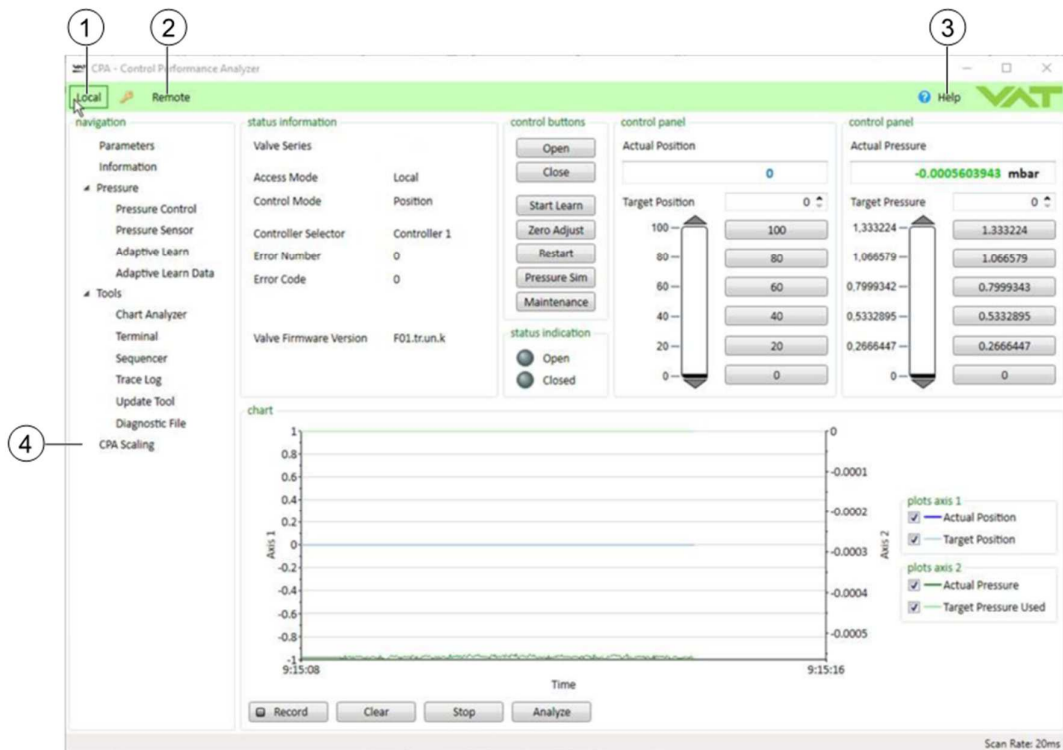 1 2 3
CPA - Control Performance Analyzer
Local Remote Help VAT
navigation
Parameters
Information
Pressure
Pressure Control
Pressure Sensor
Adaptive Learn
Adaptive Learn Data
Tools
Chart Analyzer
Terminal
Sequencer
Trace Log
Update Tool
Diagnostic File
4 CPA Scaling
status information
Valve Series
Access Mode Local
Control Mode Position
Controller Selector Controller 1
Error Number 0
Error Code 0
Valve Firmware Version F01.tr.un.k
control buttons
Open
Close
Start Learn
Zero Adjust
Restart
Pressure Sim
Maintenance
status indication
Open
Closed
control panel
Actual Position
0
Target Position 0
100 100
80 80
60 60
40 40
20 20
0 0
control panel
Actual Pressure
-0.0005603943 mbar
Target Pressure 0
1,333224 1.333224
1,066579 1.066579
0,7999342 0.7999343
0,5332895 0.5332895
0,2666447 0.2666447
0 0
chart
1 0
0.8
0.6 -0.0001
0.4
0.2 -0.0002
0 -0.0003
-0.2
-0.4 -0.0004
-0.6
-0.8 -0.0005
-1
Axis 1
Axis 2
9:15:08 9:15:16
Time
plots axis 1
Actual Position
Target Position
plots axis 2
Actual Pressure
Target Pressure Used
Record Clear Stop Analyze
Scan Rate: 20ms